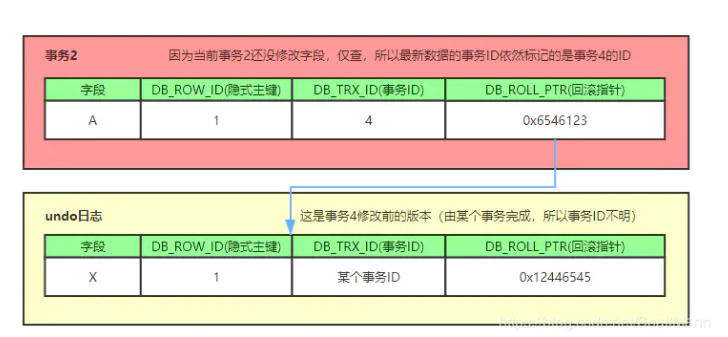 事务2 因为当前事务2还没修改字段，仅查，所以最新数据的事务ID依然标记的是事务4的ID
字段 DB_ROW_ID(隐式主键) DB_TRX_ID(事务ID) DB_ROLL_PTR(回滚指针)
A 1 4 0x6546123
undo日志 这是事务4修改前的版本（由某个事务完成，所以事务ID不明）
字段 DB_ROW_ID(隐式主键) DB_TRX_ID(事务ID) DB_ROLL_PTR(回滚指针)
X 1 某个事务ID 0x12446545